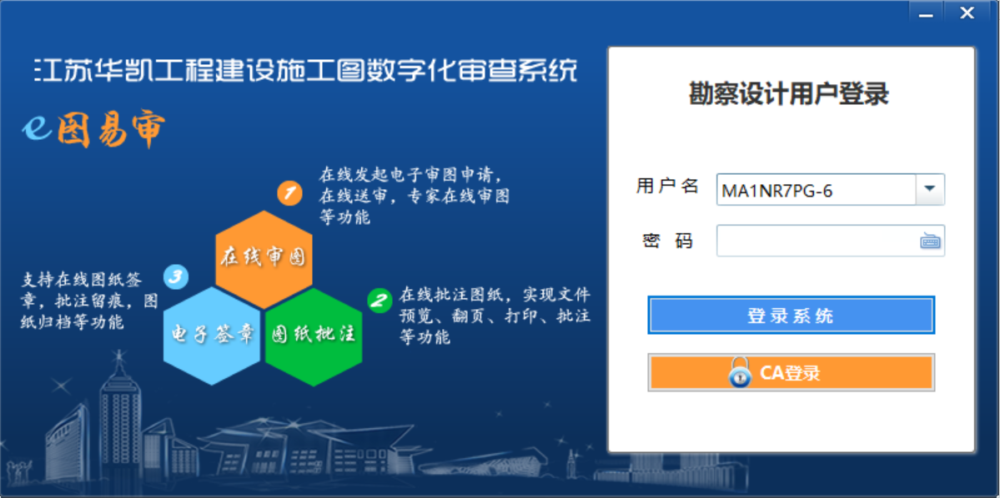 江苏华凯工程建设施工图数字化审查系统
e图易审
1
在线发起电子审图申请，
在线送审，专家在线审图
等功能
在线审图
3
支持在线图纸签
章，批注留痕，图
纸归档等功能
电子签章
图纸批注
2
在线批注图纸，实现文件
预览、翻页、打印、批注
等功能
勘察设计用户登录
用户名
MA1NR7PG-6
密 码
登录系统
CA登录